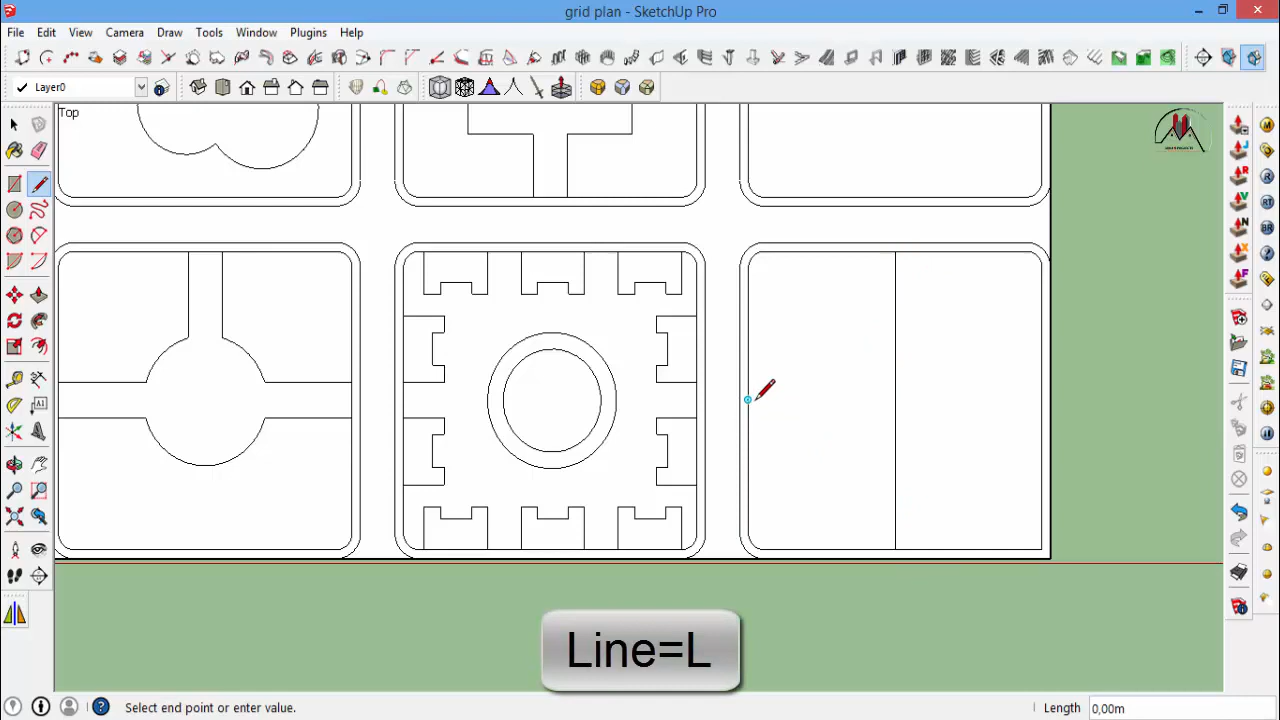 grid plan - SketchUp Pro
File Edit View Camera Draw Tools Window Plugins Help
Layer0
Top
Line=L
Select end point or enter value.
Length 0,00m